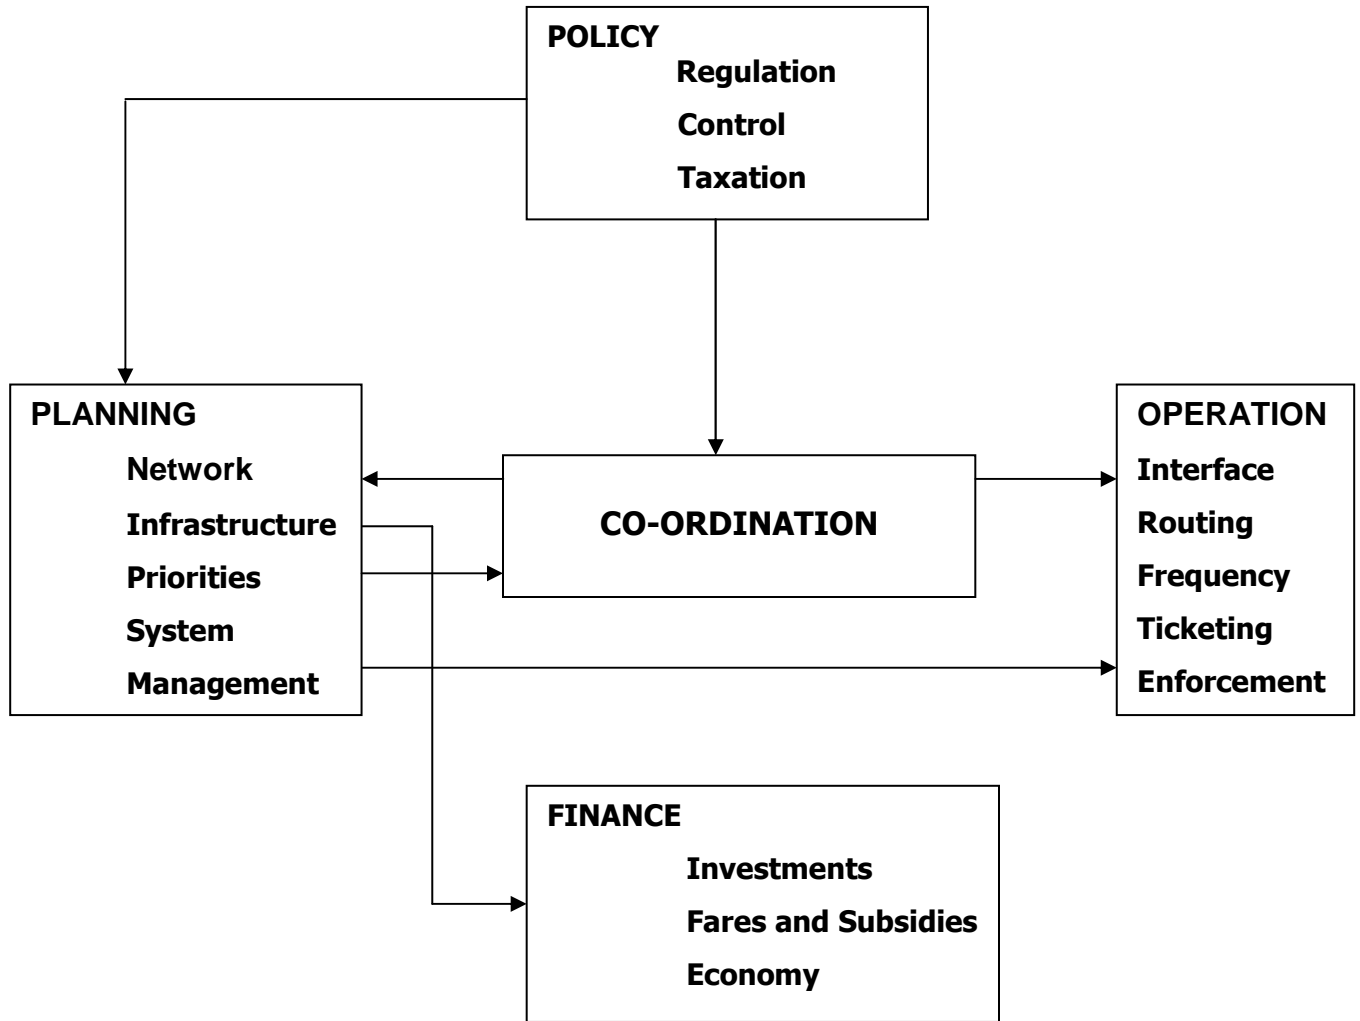 POLICY
Regulation
Control
Taxation
PLANNING
Network
Infrastructure
Priorities
System
Management
CO-ORDINATION
OPERATION
Interface
Routing
Frequency
Ticketing
Enforcement
FINANCE
Investments
Fares and Subsidies
Economy